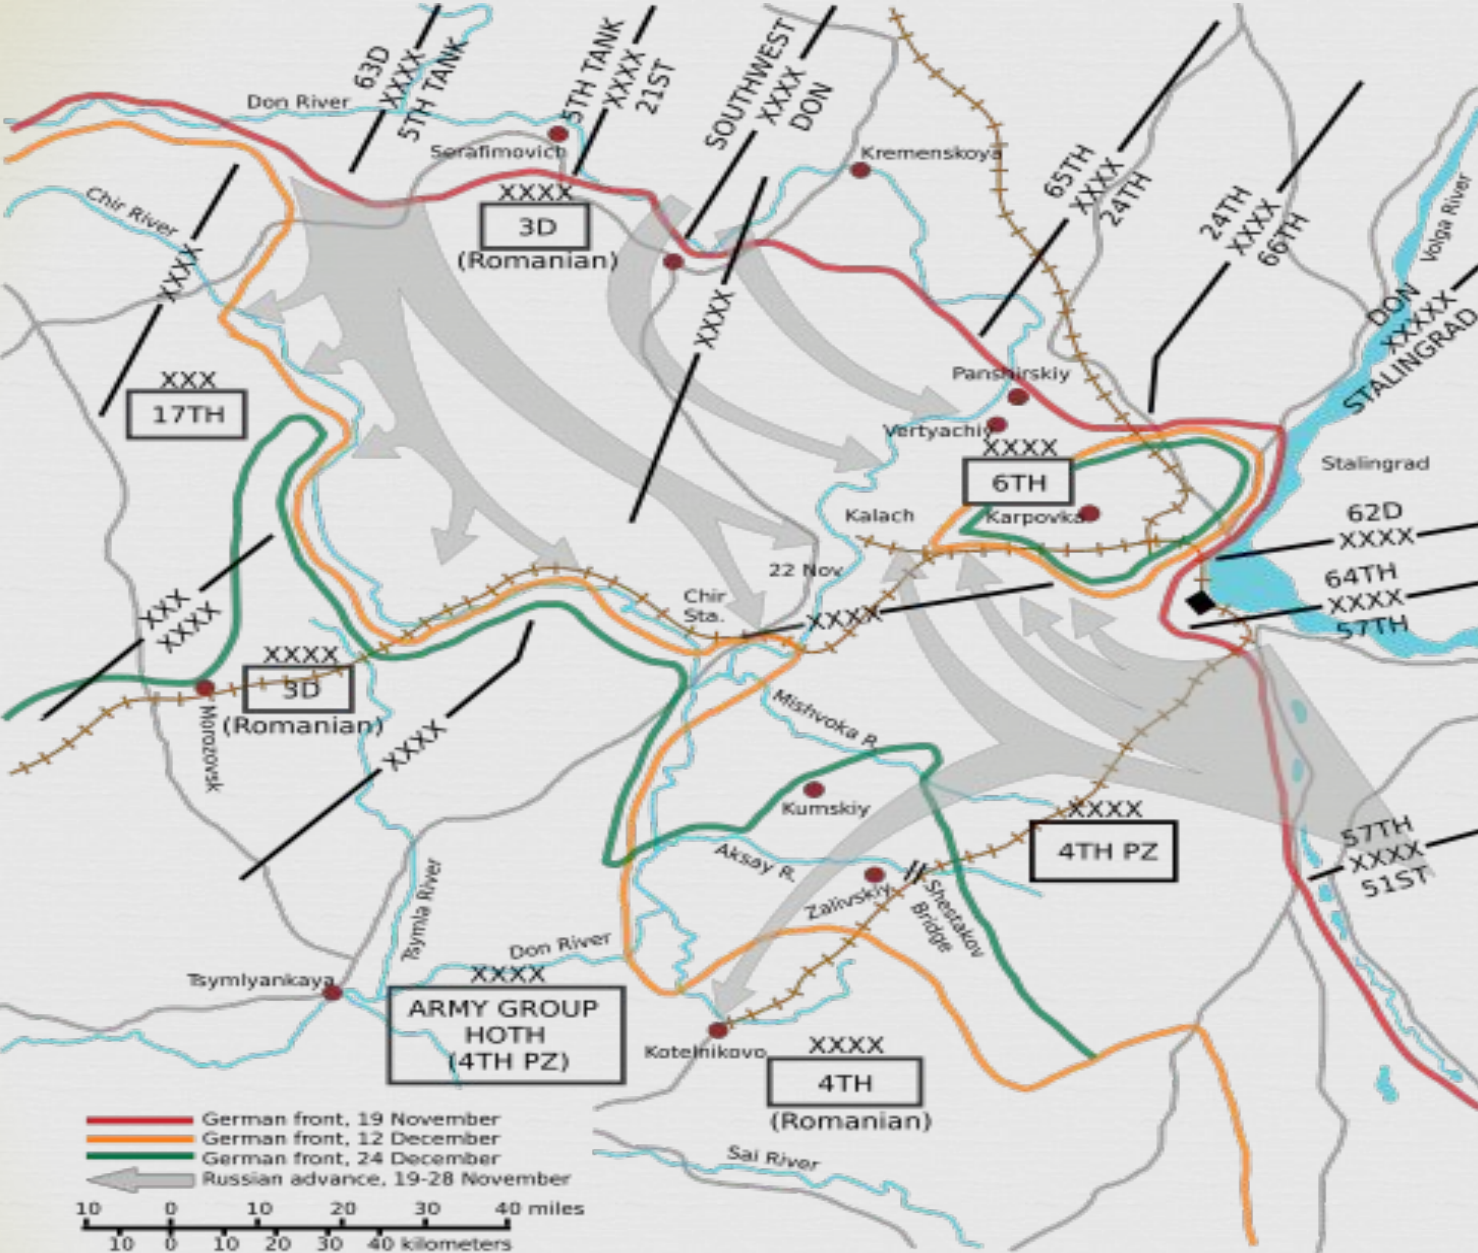 63D
XXXX
5TH TANK
5TH TANK
XXXX
21ST
SOUTHWEST
XXXX
DON
Don River
Serafimovich
Kremenskoya
65TH
XXXX
24TH
24TH
XXXX
66TH
Volga River
Chir River
XXXX
XXXX
3D
(Romanian)
XXXX
DON
XXXXX
STALINGRAD
XXX
17TH
Panshirskiy
Vertyachiy
XXXX
6TH
Stalingrad
Karpovka
Kalach
62D
XXXX
22 Nov
64TH
XXXX
57TH
Chir
Sta.
XXXX
XXX
XXXX
XXXX
3D
(Romanian)
Morozovsk
XXXX
Mishvoka R.
Kumskiy
XXXX
4TH PZ
57TH
XXXX
51ST
Aksay R.
Zalivskiy
Shestakov
Bridge
Tsymla River
Don River
Tsymlyankaya
XXXX
ARMY GROUP
HOTH
(4TH PZ)
Kotelnikovo
XXXX
4TH
(Romanian)
Sal River
German front, 19 November
German front, 12 December
German front, 24 December
Russian advance, 19-28 November
10 0 10 20 30 40 miles
10 0 10 20 30 40 kilometers